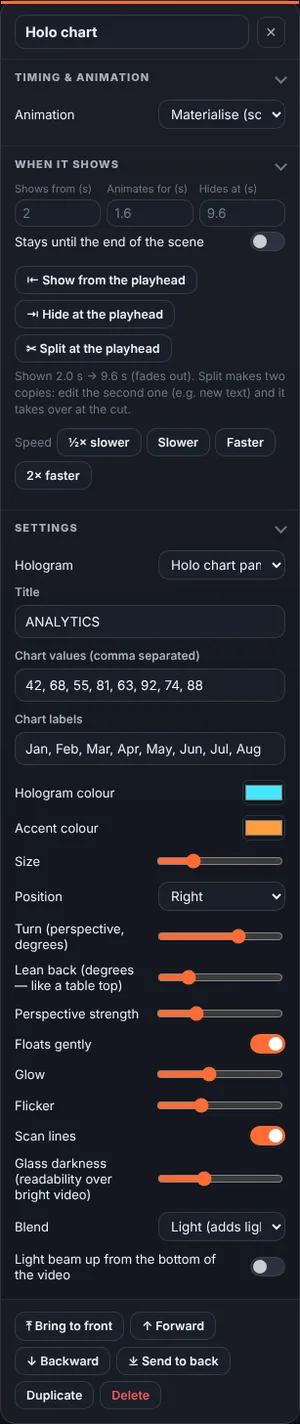 Holo chart
TIMING & ANIMATION
Animation
Materialise (sc
WHEN IT SHOWS
Shows from (s) Animates for (s) Hides at (s)
2 1.6 9.6
Stays until the end of the scene
⇤ Show from the playhead
⇥ Hide at the playhead
✂ Split at the playhead
Shown 2.0 s → 9.6 s (fades out). Split makes two
copies: edit the second one (e.g. new text) and it
takes over at the cut.
Speed ½× slower Slower Faster
2× faster
SETTINGS
Hologram Holo chart pan
Title
ANALYTICS
Chart values (comma separated)
42, 68, 55, 81, 63, 92, 74, 88
Chart labels
Jan, Feb, Mar, Apr, May, Jun, Jul, Aug
Hologram colour
Accent colour
Size
Position Right
Turn (perspective,
degrees)
Lean back (degrees
— like a table top)
Perspective strength
Floats gently
Glow
Flicker
Scan lines
Glass darkness
(readability over
bright video)
Blend Light (adds ligl
Light beam up from the bottom of
the video
⤒ Bring to front ↑ Forward
↓ Backward ⤓ Send to back
Duplicate Delete